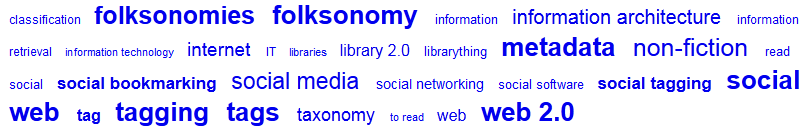 classification folksonomies folksonomy information information architecture information
retrieval information technology internet IT libraries library 2.0 librarything metadata non-fiction read
social social bookmarking social media social networking social software social tagging social
web tag tagging tags taxonomy to read web web 2.0